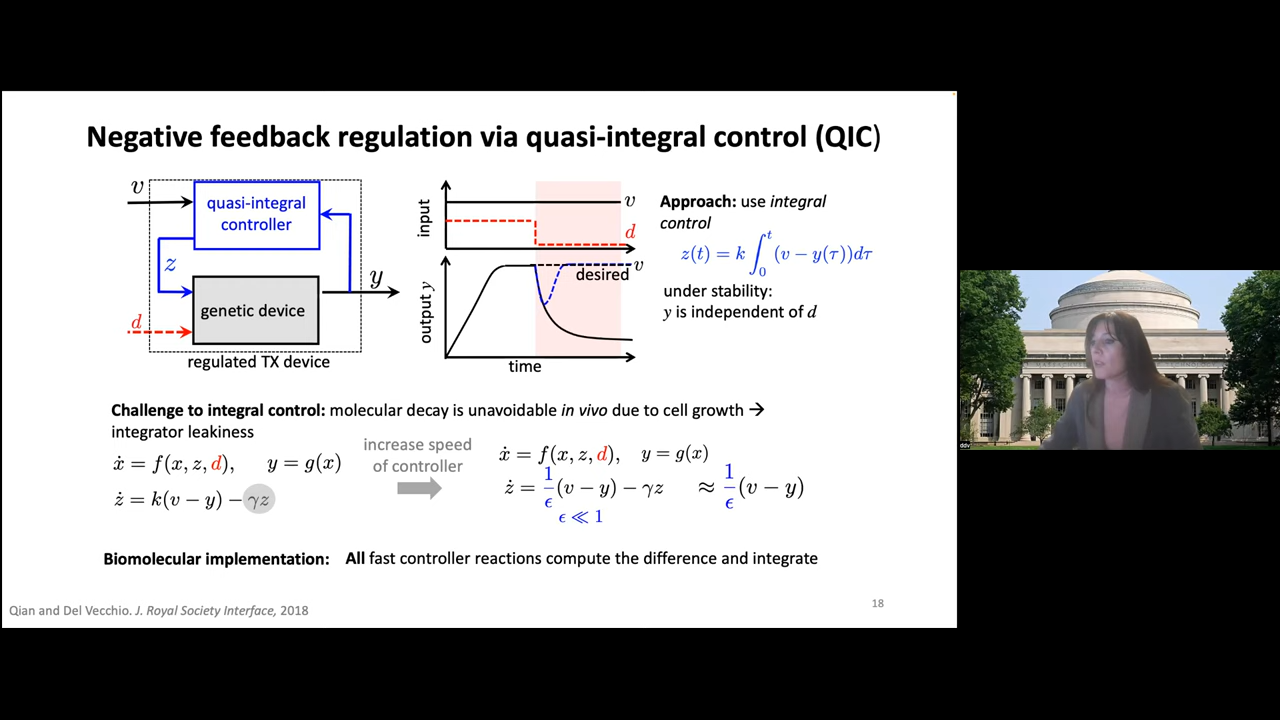 Negative feedback regulation via quasi-integral control (QIC)
v
quasi-integral
controller
z
y
genetic device
d
regulated TX device
input
v
d
output y
desired
v
time
Approach: use integral
control
z(t) = k ∫₀ᵗ (v − y(τ))dτ
under stability:
y is independent of d
Challenge to integral control: molecular decay is unavoidable in vivo due to cell growth →
integrator leakiness
ẋ = f(x, z, d), y = g(x)
ż = k(v − y) − γz
increase speed
of controller
ẋ = f(x, z, d), y = g(x)
ż = 1/ϵ (v − y) − γz ≈ 1/ϵ (v − y)
ϵ ≪ 1
Biomolecular implementation: All fast controller reactions compute the difference and integrate
Qian and Del Vecchio. J. Royal Society Interface, 2018
18
ddv